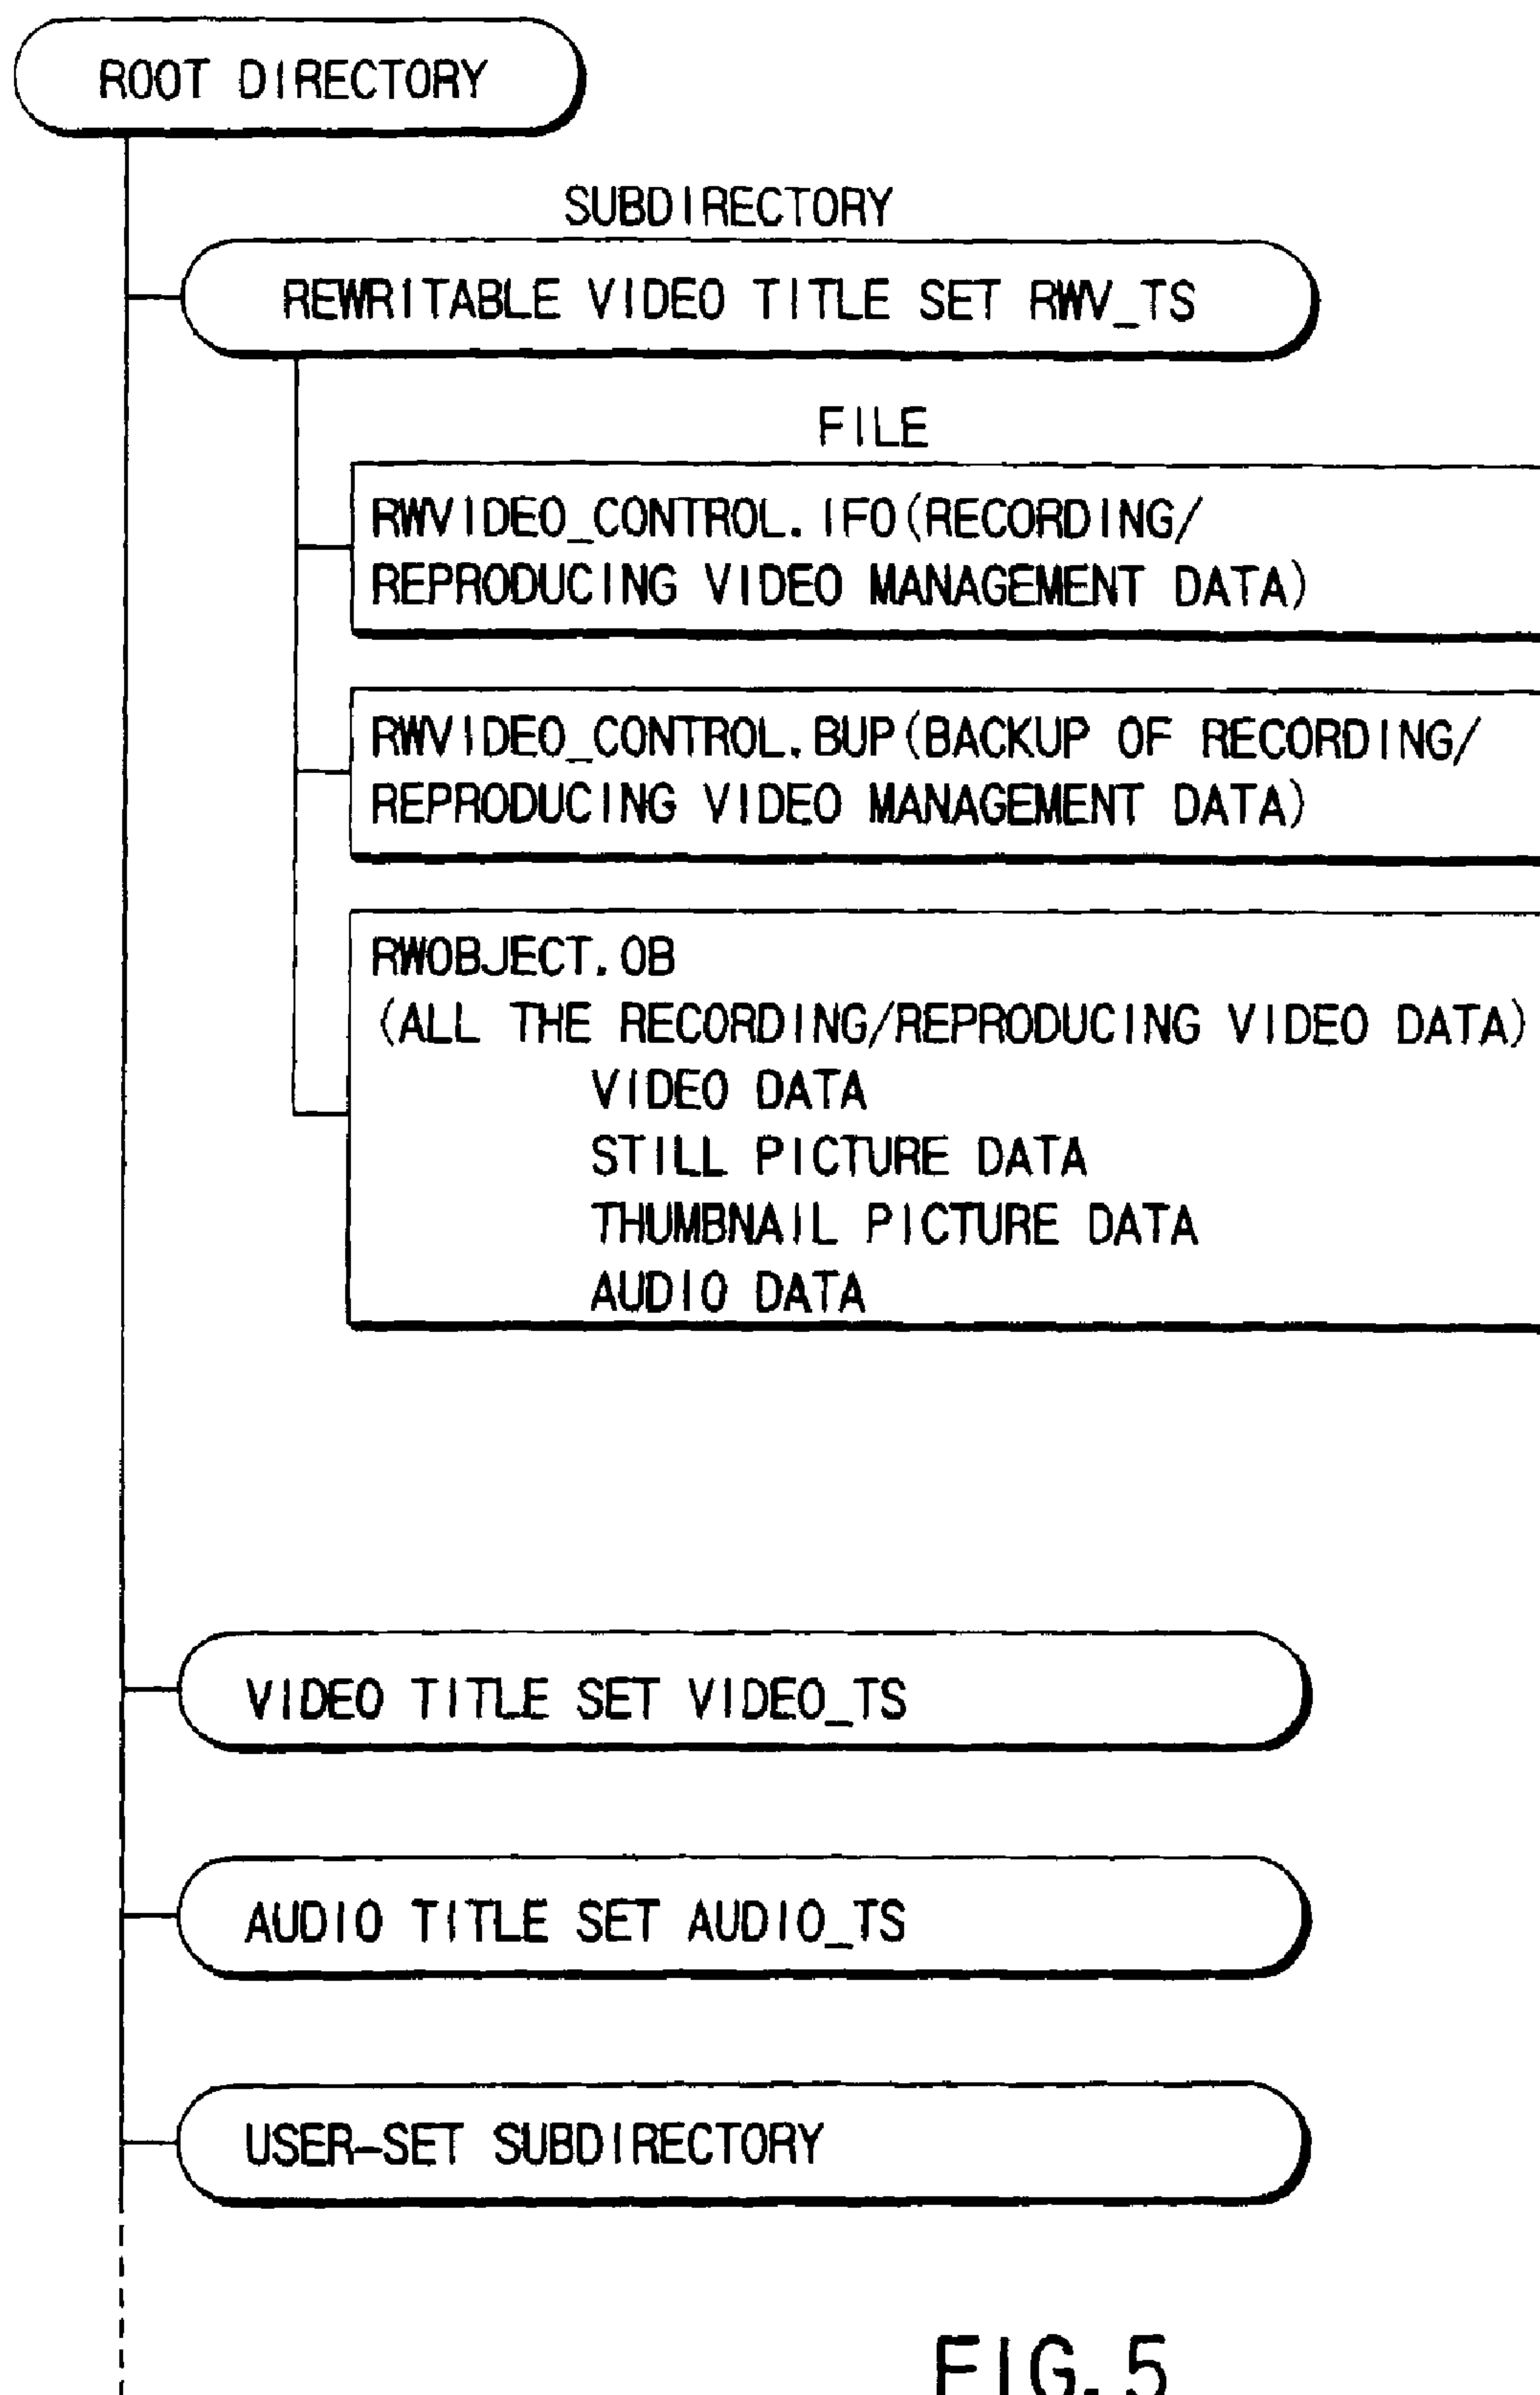 ROOT DIRECTORY
SUBDIRECTORY
REWRITABLE VIDEO TITLE SET RWV_TS
FILE
RWVIDEO_CONTROL.IFO(RECORDING/
REPRODUCING VIDEO MANAGEMENT DATA)
RWVIDEO_CONTROL.BUP(BACKUP OF RECORDING/
REPRODUCING VIDEO MANAGEMENT DATA)
RWOBJECT.OB
(ALL THE RECORDING/REPRODUCING VIDEO DATA)
VIDEO DATA
STILL PICTURE DATA
THUMBNAIL PICTURE DATA
AUDIO DATA
VIDEO TITLE SET VIDEO_TS
AUDIO TITLE SET AUDIO_TS
USER-SET SUBDIRECTORY
FIG.5